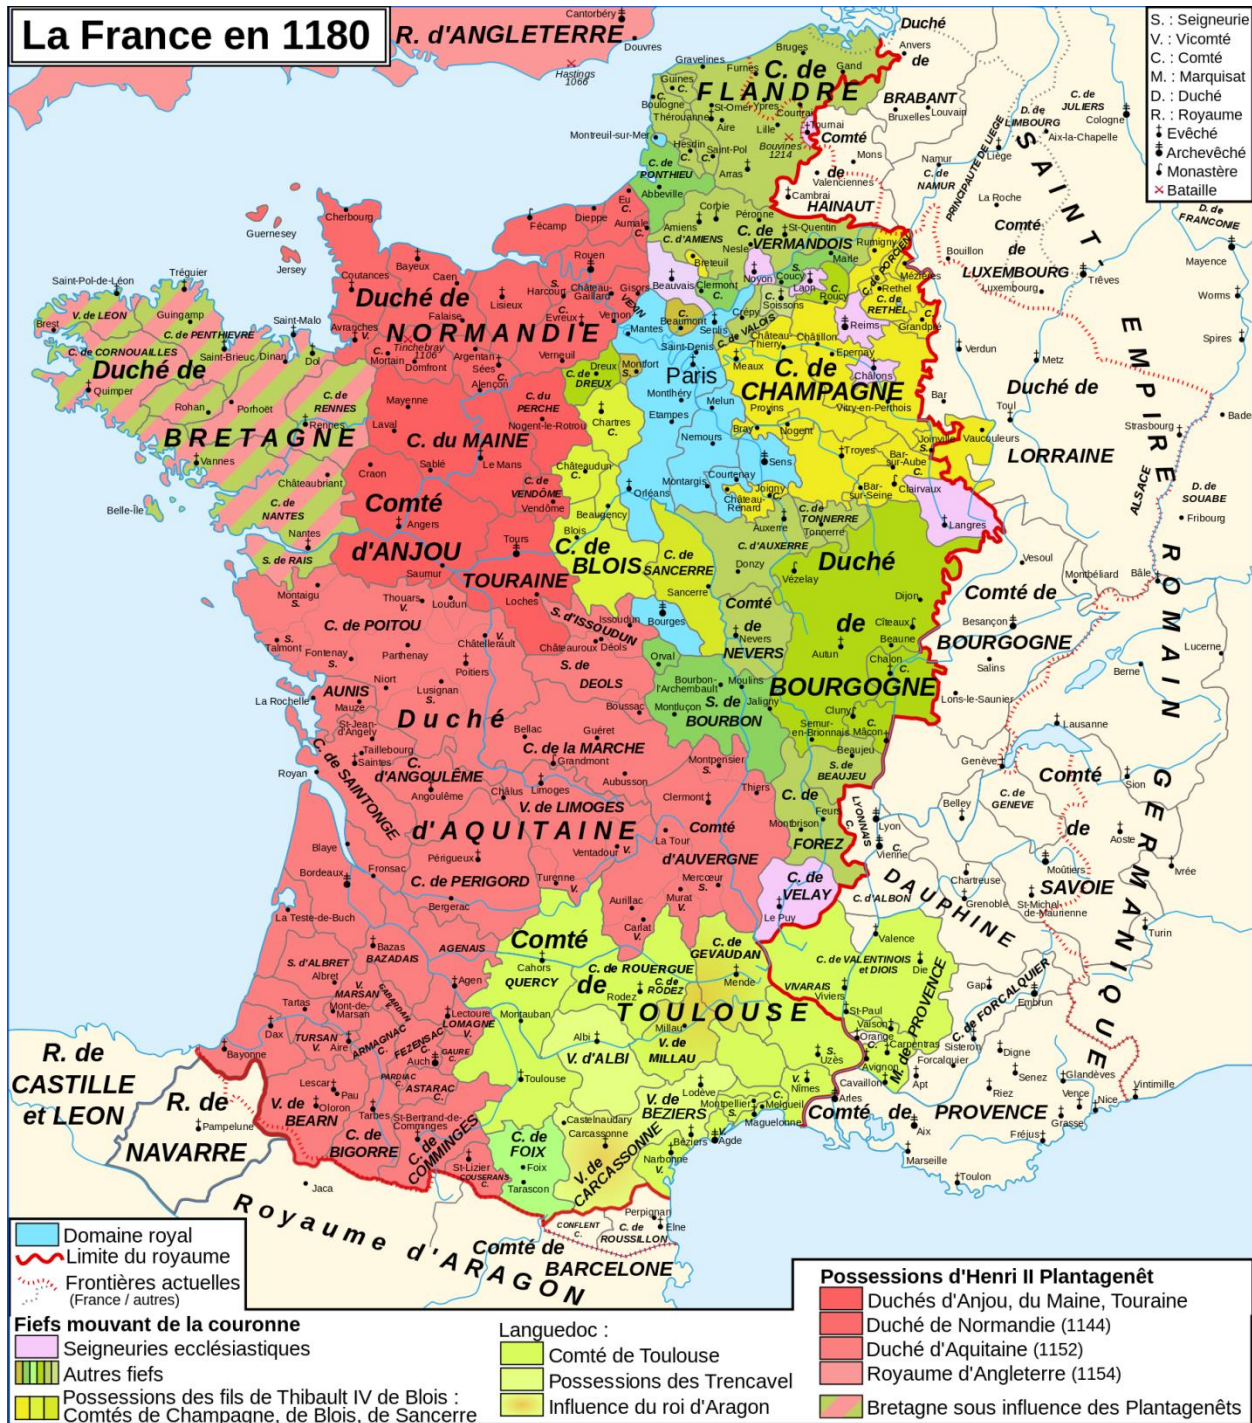 La France en 1180
R. d'ANGLETERRE
Cantorbéry
Douvres
Hastings
1066
S. : Seigneurie
V. : Vicomté
C. : Comté
M. : Marquisat
D. : Duché
R. : Royaume
Evêché
Archevêché
Monastère
Bataille
Duché
de
BRABANT
Anvers
Bruxelles
Louvain
C. de
FLANDRE
Bruges
Gand
Gravelines
Furnes
Guines
C.
C.
Boulogne
St-Omer
Ypres
Courtrai
Thérouanne
Aire
Lille
Tournai
Bouvines
1214
Montreuil-sur-Mer
Hesdin
C.
Saint-Pol
C.
Arras
Comté
de
HAINAUT
Mons
Valenciennes
Cambrai
C. de
JULIERS
Cologne
D. de
LIMBOURG
Aix-la-Chapelle
PRINCIPAUTE DE LIEGE
Liège
Namur
C. de
NAMUR
La Roche
Comté
de
LUXEMBOURG
Bouillon
Luxembourg
Trêves
D. de
FRANCONIE
Mayence
Worms
Spires
SAINT
EMPIRE ROMAIN GERMANIQUE
C. de
PONTHIEU
Abbeville
Eu
C.
Aumale
C.
Dieppe
Fécamp
Rouen
Corbie
Péronne
Amiens
C. d'AMIENS
C. de
VERMANDOIS
St-Quentin
Nesle
Breteuil
Marle
Rumigny
C. de PORCIEN
Mézières
Rethel
C. de
RETHEL
Beauvais
Clermont
C.
Noyon
Coucy
S.
Laon
Roucy
C.
Soissons
C.
Grandpré
C.
Reims
Cherbourg
Guernesey
Jersey
Coutances
Bayeux
Caen
Lisieux
Harcourt
S.
Château-
Gaillard
Gisors
VEXIN
Evreux
C.
Vernon
Mantes
Duché de
NORMANDIE
Falaise
Avranches
V.
Tinchebray
1106
Mortain
C.
Domfront
Argentan
Sées
C.
Alençon
Verneuil
Beaumont
C.
Senlis
Crépy
C. de VALOIS
Saint-Denis
Paris
Montfort
S.
Dreux
C. de
DREUX
Meaux
Château-
Thierry
Châtillon
Epernay
Châlons
C. de
CHAMPAGNE
Vitry-en-Perthois
Provins
Bray
Nogent
Troyes
Bar-
sur-Aube
C.
Bar-
sur-Seine
Clairvaux
Joinville
S.
Vaucouleurs
Langres
Verdun
Metz
Bar
Toul
Duché de
LORRAINE
Strasbourg
Bade
ALSACE
D. de
SOUABE
Fribourg
Saint-Pol-de-Léon
Tréguier
V. de LEON
Guingamp
Brest
C. de PENTHIEVRE
Saint-Malo
C. de CORNOUAILLES
Saint-Brieuc
Dinan
Dol
Duché de
BRETAGNE
Quimper
Rohan
Porhoët
C. de
RENNES
Rennes
Vannes
Châteaubriant
Belle-Île
C. de
NANTES
Nantes
S. de RAIS
Mayenne
Laval
C. du MAINE
Craon
Sablé
Le Mans
C. du
PERCHE
Nogent-le-Rotrou
Chartres
C.
Châteaudun
C.
C. de
VENDÔME
Vendôme
Comté
d'ANJOU
Angers
Saumur
Tours
TOURAINE
Loches
Montlhéry
Etampes
Melun
Nemours
Orléans
Montargis
Courtenay
Château-
Renard
Sens
Joigny
C.
Beaugency
Blois
C. de
BLOIS
C. de
SANCERRE
Sancerre
Auxerre
C. de
TONNERRE
Tonnerre
C. d'AUXERRE
Donzy
Vézelay
Duché
de
BOURGOGNE
Dijon
Cîteaux
Beaune
Autun
Chalon
C.
Comté
de
NEVERS
Nevers
Bourges
Issoudun
S. d'ISSOUDUN
Châteauroux
Déols
S. de
DEOLS
Orval
Bourbon-
l'Archembault
Moulins
Montluçon
S. de
BOURBON
Jaligny
Cluny
Semur-
en-Brionnais
C.
Mâcon
Beaujeu
S. de
BEAUJEU
C. de
FOREZ
Feurs
Montbrison
LYONNAIS
C.
Lyon
Vienne
C.
Vesoul
Montbéliard
Bâle
Comté de
BOURGOGNE
Besançon
Salins
Lons-le-Saunier
Berne
Lucerne
Lausanne
Genève
C. de
GENEVE
Sion
Belley
Comté
de
SAVOIE
Aoste
Ivrée
Moûtiers
St-Michel-
de-Maurienne
Turin
Chartreuse
Grenoble
DAUPHINE
C. d'ALBON
Valence
Montaigu
S.
Thouars
V.
Loudun
C. de POITOU
Châtellerault
V.
S.
Talmont
Fontenay
S.
Parthenay
Poitiers
Niort
Lusignan
S.
AUNIS
Mauze
La Rochelle
St-Jean-
d'Angély
Taillebourg
Saintes
Royan
C. de SAINTONGE
C.
d'ANGOULÊME
Angoulême
Duché
d'AQUITAINE
Boussac
Bellac
Guéret
C. de la MARCHE
Grandmont
Aubusson
Limoges
Châlus
V. de LIMOGES
Montpensier
S.
Clermont
Thiers
Comté
d'AUVERGNE
La Tour
Ventadour
V.
Blaye
Bordeaux
Fronsac
Périgueux
C. de PERIGORD
Bergerac
Turenne
V.
Mercœur
S.
Murat
V.
Aurillac
Carlat
V.
C. de
VELAY
Le Puy
La Teste-de-Buch
Bazas
BAZADAIS
AGENAIS
Agen
S. d'ALBRET
Albret
V.
MARSAN
Mont-de-
Marsan
GABARDAN
V.
Tartas
Dax
TURSAN
V.
Aire
ARMAGNAC
C.
FEZENSAC
C.
Lectoure
LOMAGNE
V.
GAURE
C.
Auch
PARDIAC
C.
ASTARAC
C.
Bayonne
Lescar
Pau
Oloron
V. de
BEARN
Tarbes
C. de
BIGORRE
St-Bertrand-de-
Comminges
C. de
COMMINGES
St-Lizier
COUSERANS
C.
Comté
de
TOULOUSE
Cahors
QUERCY
C. de ROUERGUE
C. de
RODEZ
Rodez
C. de
GEVAUDAN
Mende
Montauban
Albi
V. d'ALBI
Millau
V. de
MILLAU
Toulouse
Castelnaudary
Carcassonne
V. de
CARCASSONNE
V. de
BEZIERS
Lodève
Béziers
V.
Agde
Montpellier
S.
C.
Melgueil
Maguelonne
S.
Uzès
V.
Nîmes
Narbonne
V.
C. de
FOIX
Foix
Tarascon
VIVARAIS
Viviers
C. de VALENTINOIS
et DIOIS
Die
M. de PROVENCE
St-Paul
Vaison
Orange
C.
Carpentras
Avignon
Cavaillon
Arles
C. de FORCALQUIER
Gap
Embrun
Sisteron
Forcalquier
Apt
Digne
Senez
Riez
Glandèves
Vence
Grasse
Nice
Vintimille
Comté de
PROVENCE
Aix
Marseille
Fréjus
Toulon
R. de
CASTILLE
et LEON
R. de
NAVARRE
Pampelune
Jaca
Royaume d'ARAGON
Comté de
BARCELONE
CONFLENT
C.
Perpignan
Elne
C. de
ROUSSILLON
Domaine royal
Limite du royaume
Frontières actuelles
(France / autres)
Fiefs mouvant de la couronne
Seigneuries ecclésiastiques
Autres fiefs
Possessions des fils de Thibault IV de Blois :
Comtés de Champagne, de Blois, de Sancerre
Languedoc :
Comté de Toulouse
Possessions des Trencavel
Influence du roi d'Aragon
Possessions d'Henri II Plantagenêt
Duchés d'Anjou, du Maine, Touraine
Duché de Normandie (1144)
Duché d'Aquitaine (1152)
Royaume d'Angleterre (1154)
Bretagne sous influence des Plantagenêts